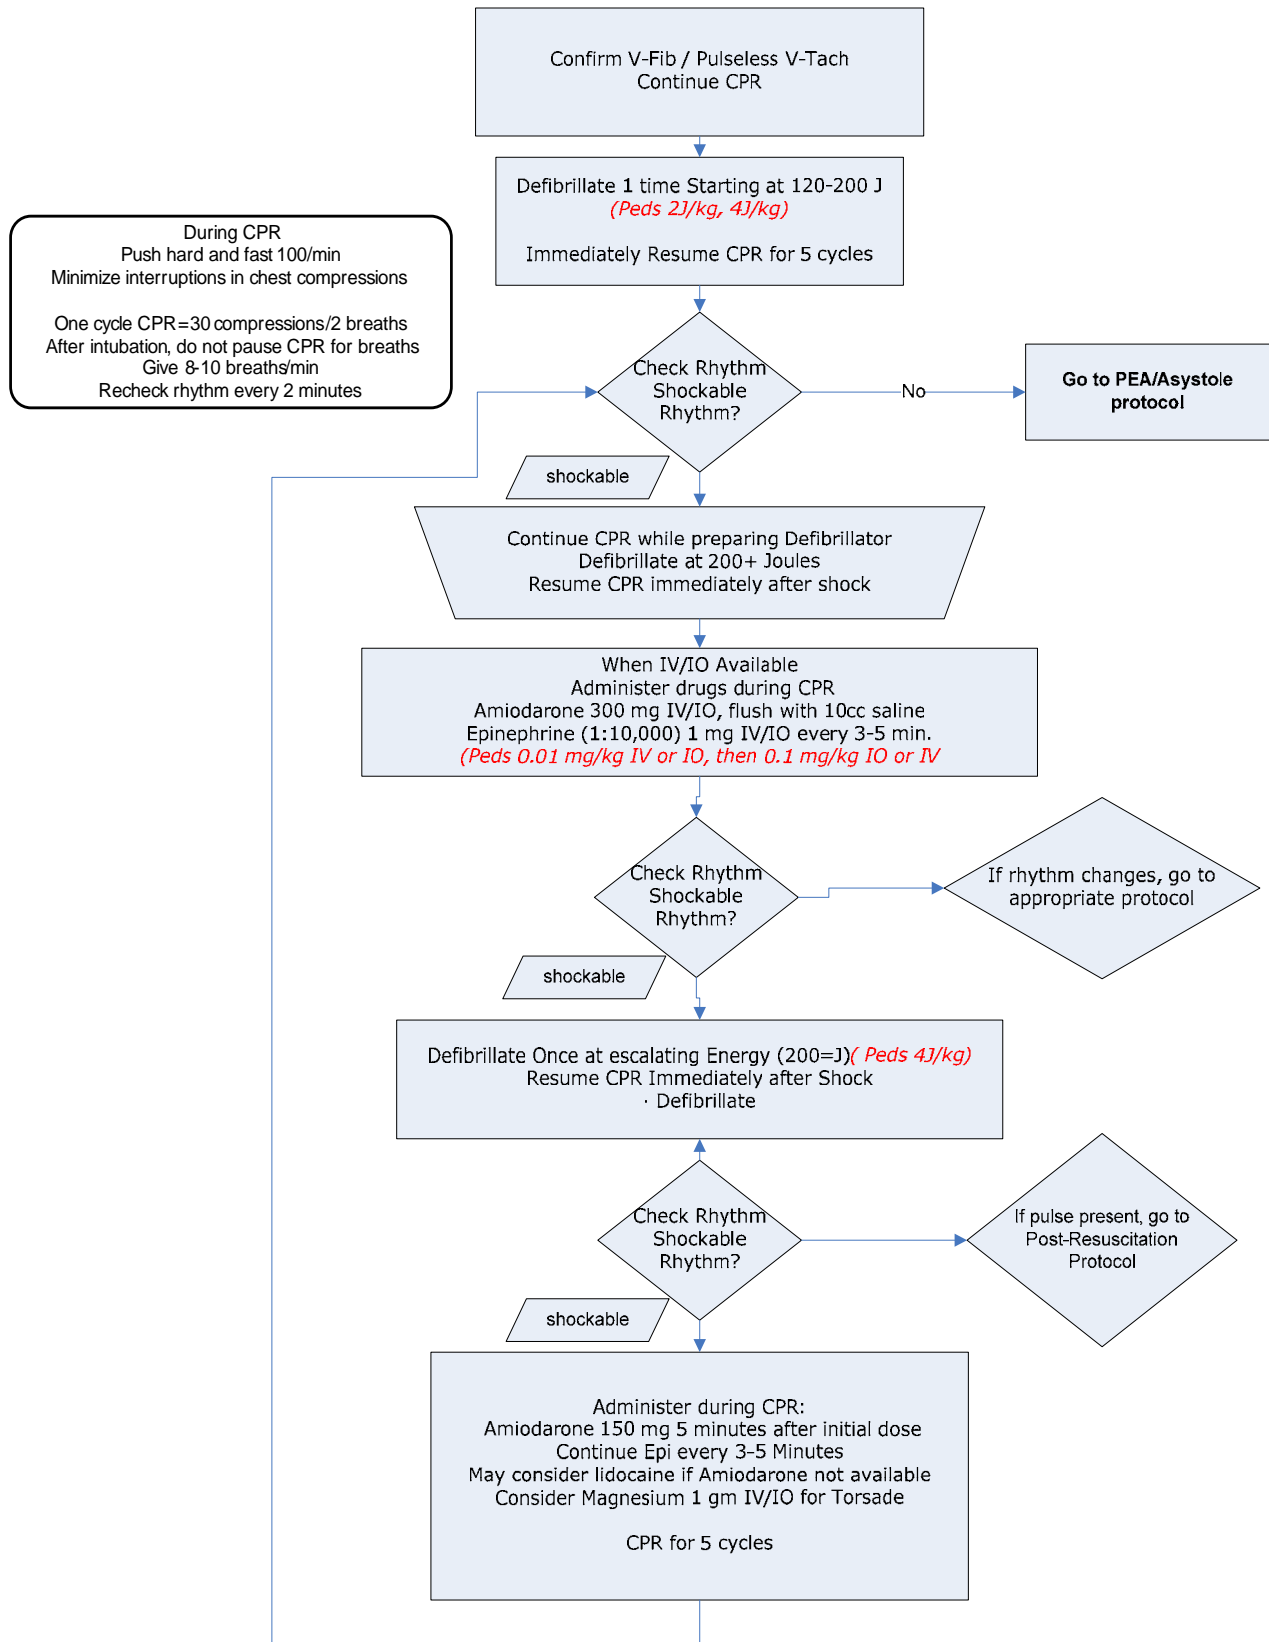 Confirm V-Fib / Pulseless V-Tach
Continue CPR
Defibrillate 1 time Starting at 120-200 J
(Peds 2J/kg, 4J/kg)
Immediately Resume CPR for 5 cycles
During CPR
Push hard and fast 100/min
Minimize interruptions in chest compressions
One cycle CPR=30 compressions/2 breaths
After intubation, do not pause CPR for breaths
Give 8-10 breaths/min
Recheck rhythm every 2 minutes
Check Rhythm
Shockable
Rhythm?
No
Go to PEA/Asystole
protocol
shockable
Continue CPR while preparing Defibrillator
Defibrillate at 200+ Joules
Resume CPR immediately after shock
When IV/IO Available
Administer drugs during CPR
Amiodarone 300 mg IV/IO, flush with 10cc saline
Epinephrine (1:10,000) 1 mg IV/IO every 3-5 min.
(Peds 0.01 mg/kg IV or IO, then 0.1 mg/kg IO or IV
Check Rhythm
Shockable
Rhythm?
If rhythm changes, go to
appropriate protocol
shockable
Defibrillate Once at escalating Energy (200=J)( Peds 4J/kg)
Resume CPR Immediately after Shock
· Defibrillate
Check Rhythm
Shockable
Rhythm?
If pulse present, go to
Post-Resuscitation
Protocol
shockable
Administer during CPR:
Amiodarone 150 mg 5 minutes after initial dose
Continue Epi every 3-5 Minutes
May consider lidocaine if Amiodarone not available
Consider Magnesium 1 gm IV/IO for Torsade
CPR for 5 cycles